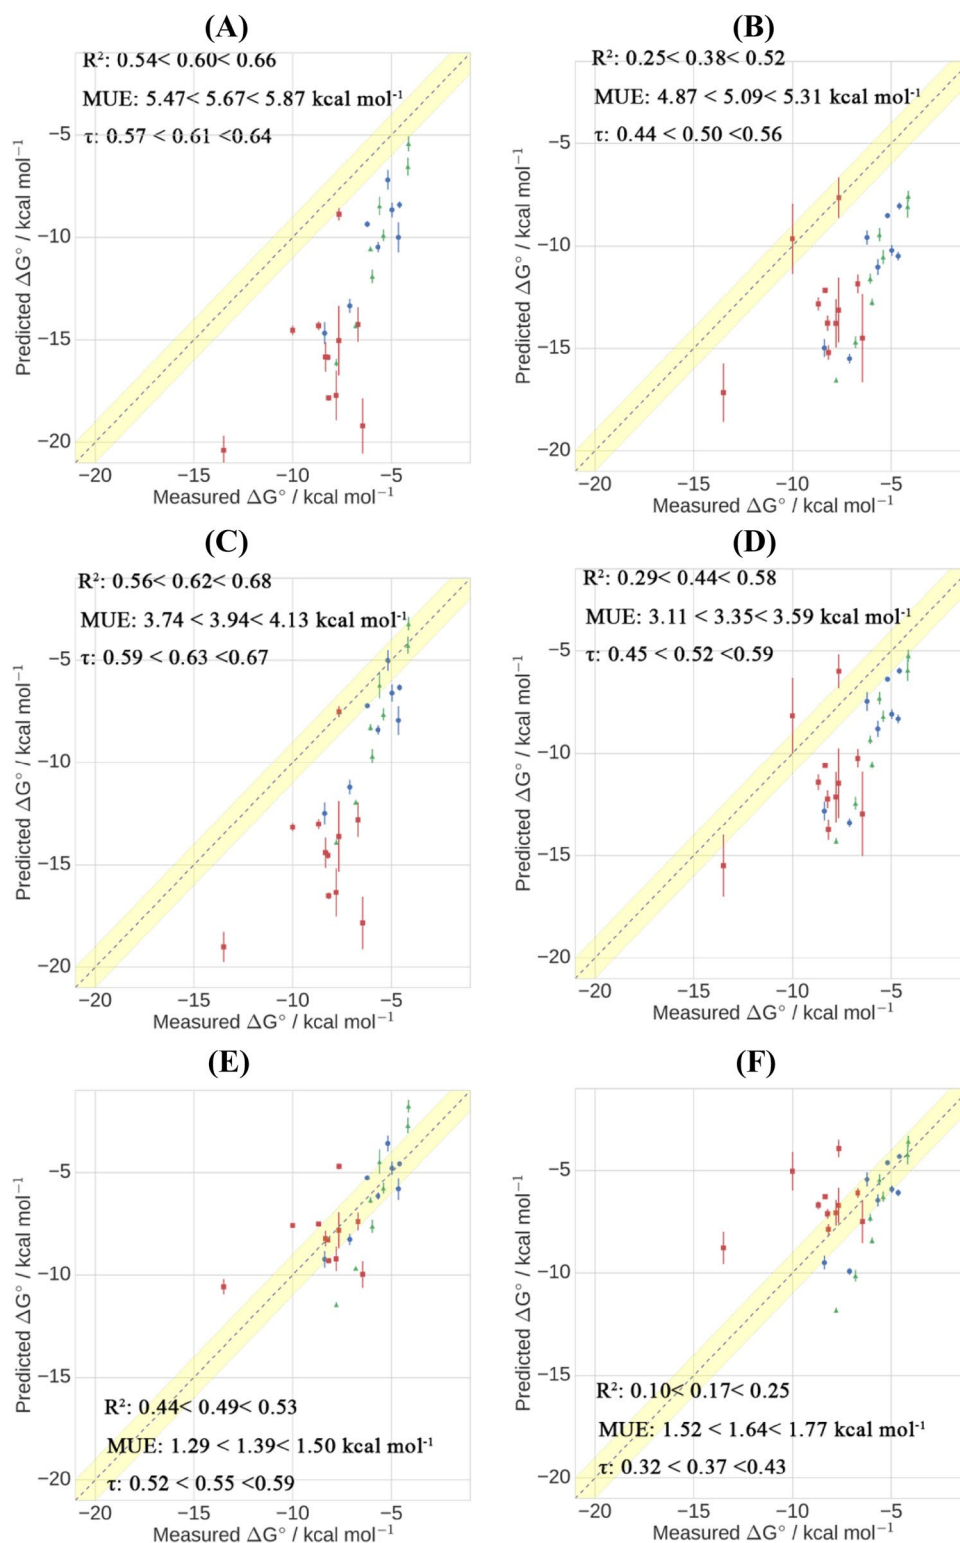 (A)
R²: 0.54< 0.60< 0.66
MUE: 5.47< 5.67< 5.87 kcal mol⁻¹
τ: 0.57 < 0.61 <0.64
−5
−10
−15
−20
Predicted ΔG° / kcal mol⁻¹
−20 −15 −10 −5
Measured ΔG° / kcal mol⁻¹
(B)
R²: 0.25< 0.38< 0.52
MUE: 4.87 < 5.09< 5.31 kcal mol⁻¹
τ: 0.44 < 0.50 <0.56
−5
−10
−15
−20
Predicted ΔG° / kcal mol⁻¹
−20 −15 −10 −5
Measured ΔG° / kcal mol⁻¹
(C)
R²: 0.56< 0.62< 0.68
MUE: 3.74 < 3.94< 4.13 kcal mol⁻¹
τ: 0.59 < 0.63 <0.67
−5
−10
−15
−20
Predicted ΔG° / kcal mol⁻¹
−20 −15 −10 −5
Measured ΔG° / kcal mol⁻¹
(D)
R²: 0.29< 0.44< 0.58
MUE: 3.11 < 3.35< 3.59 kcal mol⁻¹
τ: 0.45 < 0.52 <0.59
−5
−10
−15
−20
Predicted ΔG° / kcal mol⁻¹
−20 −15 −10 −5
Measured ΔG° / kcal mol⁻¹
(E)
−5
−10
−15
−20
Predicted ΔG° / kcal mol⁻¹
R²: 0.44< 0.49< 0.53
MUE: 1.29 < 1.39< 1.50 kcal mol⁻¹
τ: 0.52 < 0.55 <0.59
−20 −15 −10 −5
Measured ΔG° / kcal mol⁻¹
(F)
−5
−10
−15
−20
Predicted ΔG° / kcal mol⁻¹
R²: 0.10< 0.17< 0.25
MUE: 1.52 < 1.64< 1.77 kcal mol⁻¹
τ: 0.32 < 0.37 <0.43
−20 −15 −10 −5
Measured ΔG° / kcal mol⁻¹